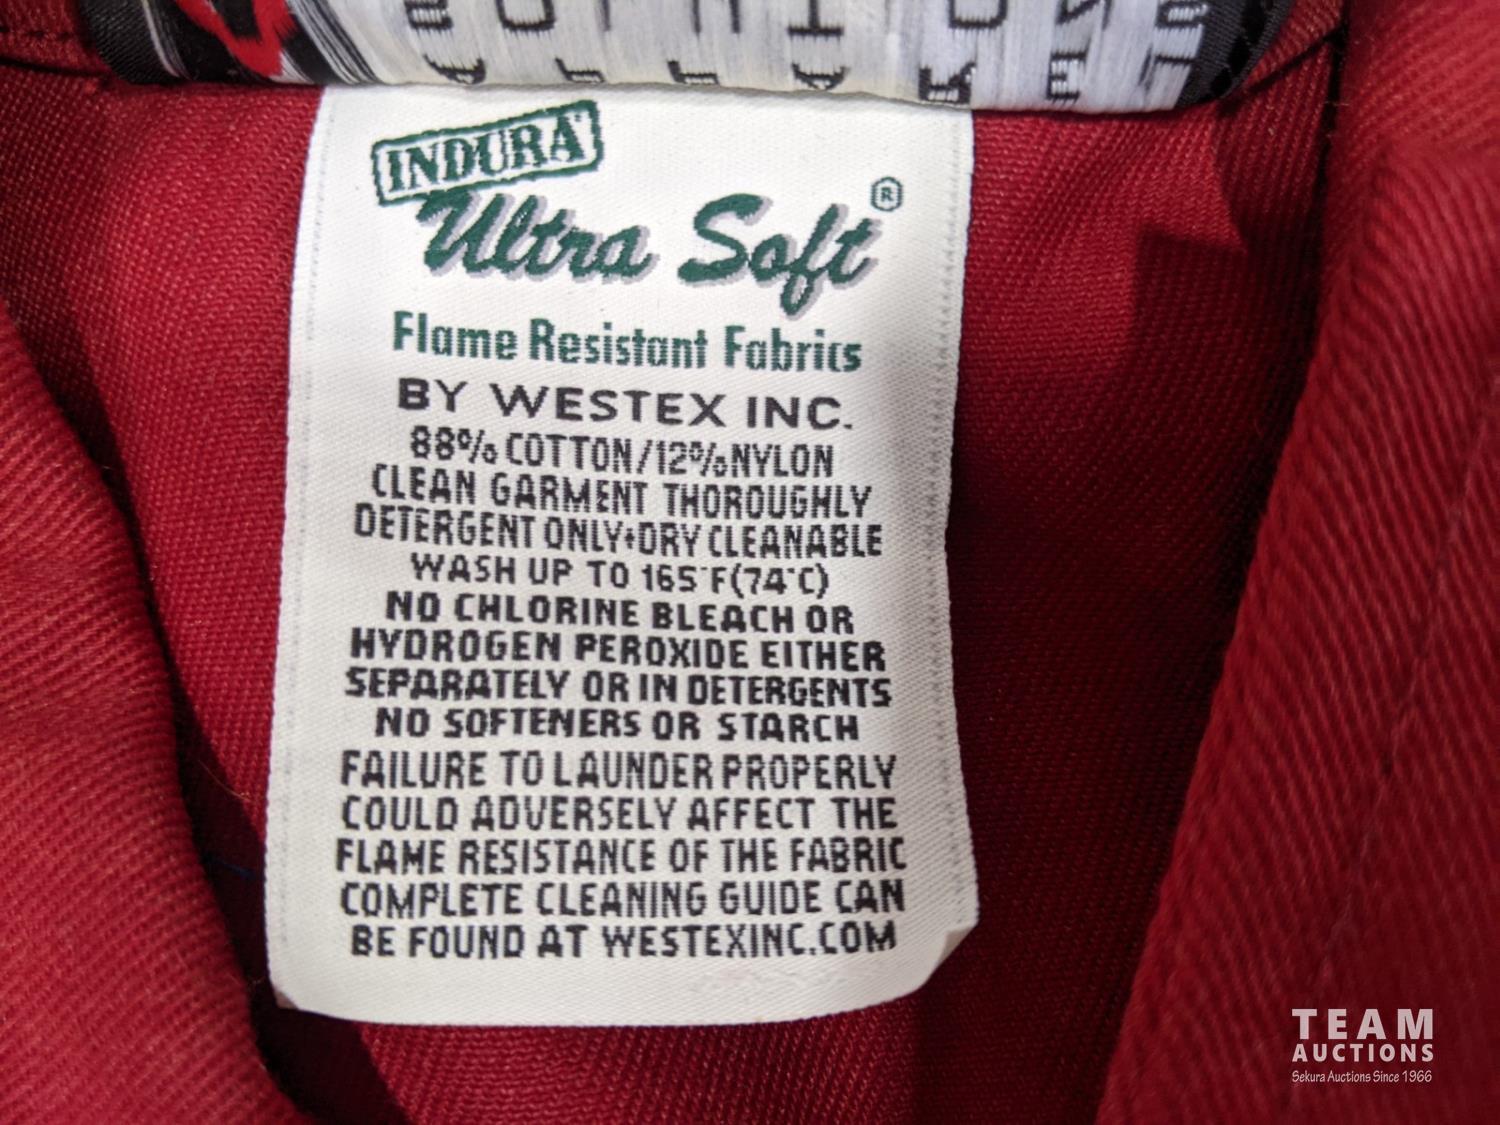 INDURA
Ultra Soft ®
Flame Resistant Fabrics
BY WESTEX INC.
88% COTTON/12% NYLON
CLEAN GARMENT THOROUGHLY
DETERGENT ONLY•DRY CLEANABLE
WASH UP TO 165°F(74°C)
NO CHLORINE BLEACH OR
HYDROGEN PEROXIDE EITHER
SEPARATELY OR IN DETERGENTS
NO SOFTENERS OR STARCH
FAILURE TO LAUNDER PROPERLY
COULD ADVERSELY AFFECT THE
FLAME RESISTANCE OF THE FABRIC
COMPLETE CLEANING GUIDE CAN
BE FOUND AT WESTEXINC.COM
TEAM
AUCTIONS
Sekura Auctions Since 1966